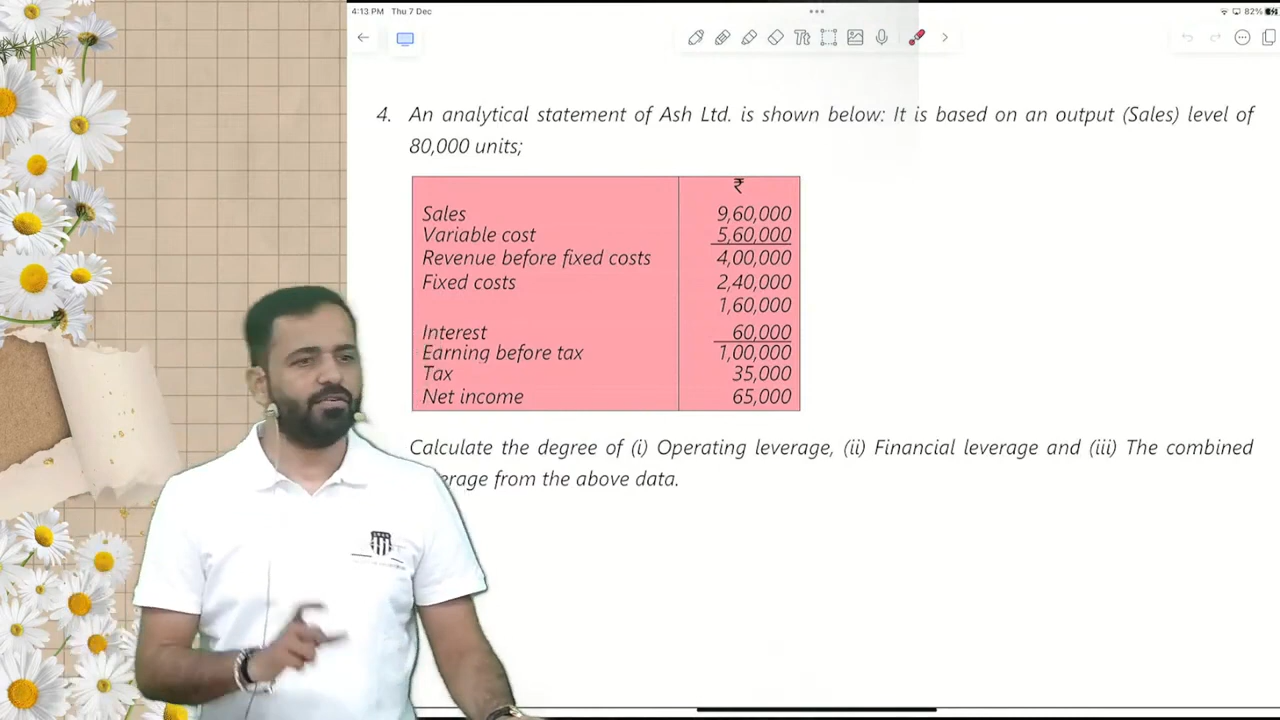 4:13 PM Thu 7 Dec
82%
4. An analytical statement of Ash Ltd. is shown below: It is based on an output (Sales) level of
80,000 units;
₹
Sales 9,60,000
Variable cost 5,60,000
Revenue before fixed costs 4,00,000
Fixed costs 2,40,000
1,60,000
Interest 60,000
Earning before tax 1,00,000
Tax 35,000
Net income 65,000
Calculate the degree of (i) Operating leverage, (ii) Financial leverage and (iii) The combined
erage from the above data.